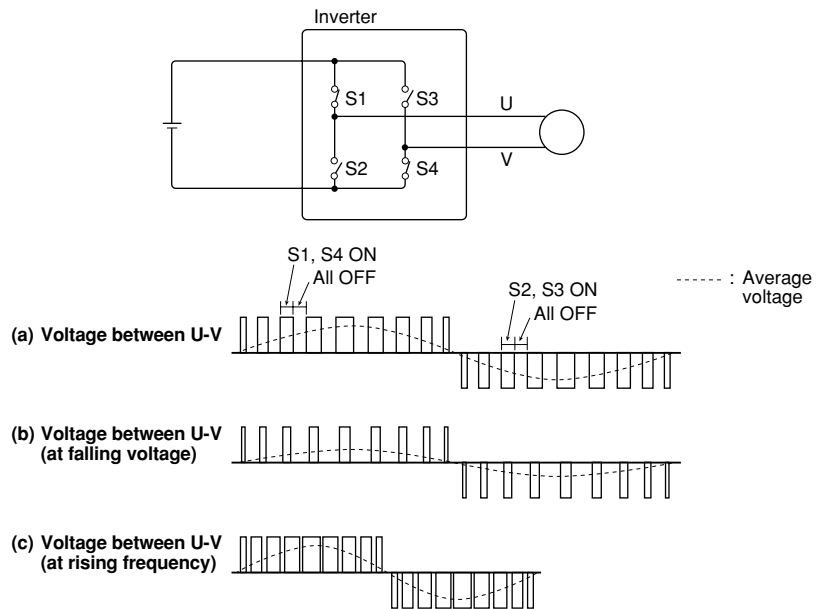 Inverter
S1
S3
U
S2
S4
V
S1, S4 ON
All OFF
S2, S3 ON
All OFF
: Average
voltage
(a) Voltage between U-V
(b) Voltage between U-V
(at falling voltage)
(c) Voltage between U-V
(at rising frequency)